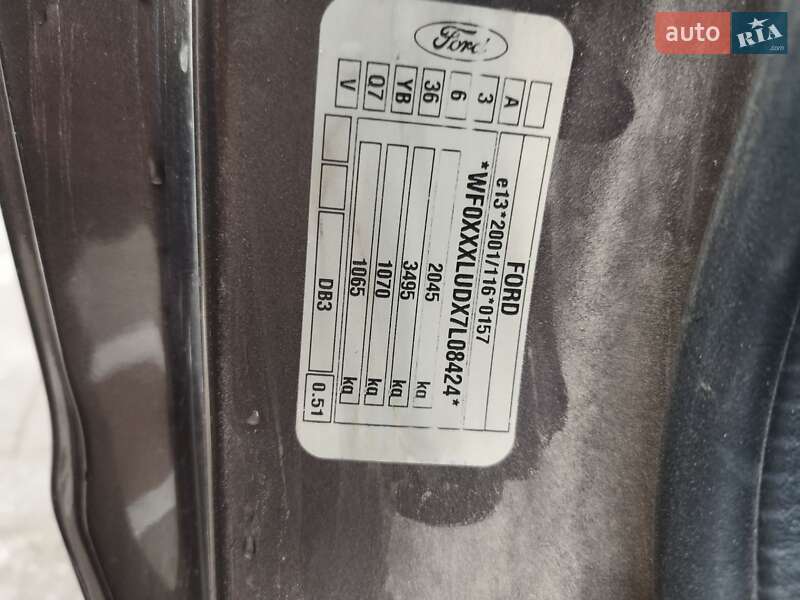 auto RIA
Ford
FORD
e13*2001/116*0157
*WF0XXXLUDX7L08424*
2045 kg
3495 kg
1070 kg
1065 kg
DB3 0.51
A
3
6
36
YB
Q7
V